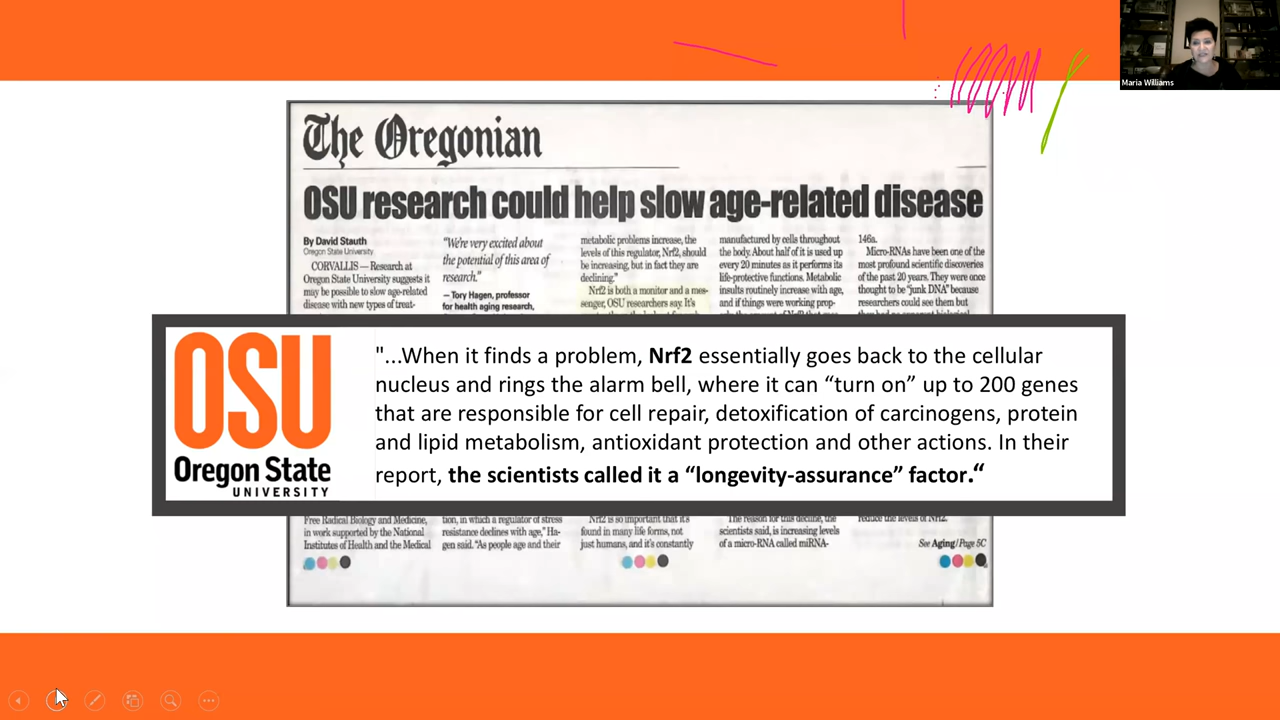 Maria Williams
The Oregonian
OSU research could help slow age-related disease
By David Stauth
Oregon State University
CORVALLIS — Research at
Oregon State University suggests it
may be possible to slow age-related
disease with new types of treat-
"We're very excited about
the potential of this area of
research."
— Tory Hagen, professor
for health aging research,
metabolic problems increase, the
levels of this regulator, Nrf2, should
be increasing, but in fact they are
declining."
Nrf2 is both a monitor and a mes-
senger, OSU researchers say. It's
manufactured by cells throughout
the body. About half of it is used up
every 20 minutes as it performs its
life-protective functions. Metabolic
insults routinely increase with age,
and if things were working prop-
146a.
Micro-RNAs have been one of the
most profound scientific discoveries
of the past 20 years. They were once
thought to be "junk DNA" because
researchers could see them but
OSU
Oregon State
UNIVERSITY
"...When it finds a problem, Nrf2 essentially goes back to the cellular
nucleus and rings the alarm bell, where it can “turn on” up to 200 genes
that are responsible for cell repair, detoxification of carcinogens, protein
and lipid metabolism, antioxidant protection and other actions. In their
report, the scientists called it a “longevity-assurance” factor.“
Free Radical Biology and Medicine,
in work supported by the National
Institutes of Health and the Medical
tion, in which a regulator of stress
resistance declines with age," Ha-
gen said. "As people age and their
Nrf2 is so important that it's
found in many life forms, not
just humans, and it's constantly
The reason for this decline, the
scientists said, is increasing levels
of a micro-RNA called miRNA-
reduce the levels of Nrf2.
See Aging/Page 5C